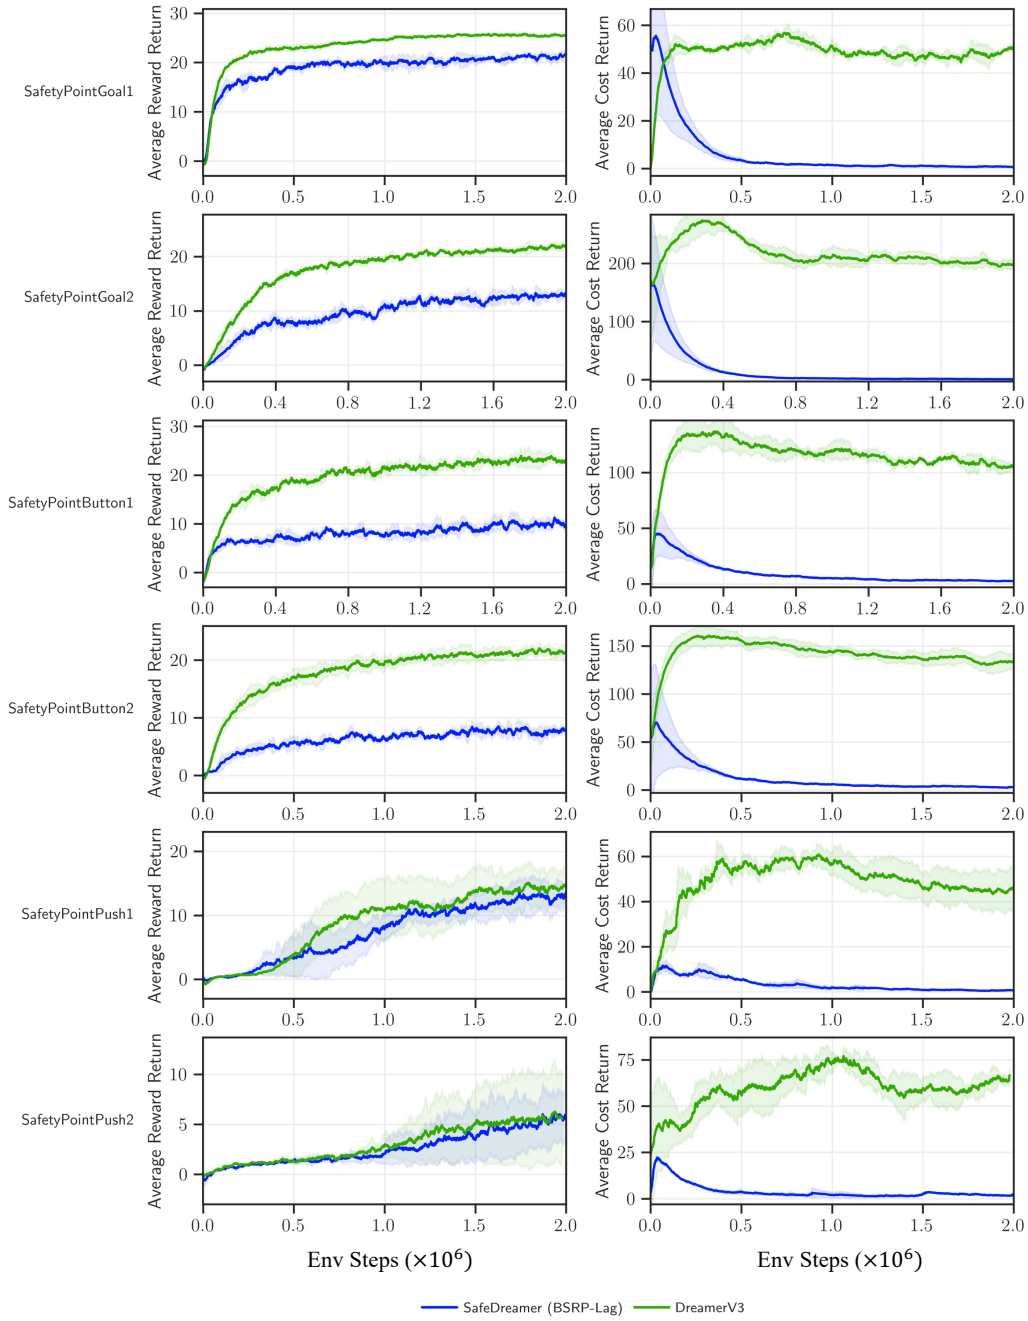 SafetyPointGoal1
Average Reward Return
30
20
10
0
0.0 0.5 1.0 1.5 2.0
Average Cost Return
60
40
20
0
0.0 0.5 1.0 1.5 2.0
SafetyPointGoal2
Average Reward Return
20
10
0
0.0 0.4 0.8 1.2 1.6 2.0
Average Cost Return
200
100
0
0.0 0.4 0.8 1.2 1.6 2.0
SafetyPointButton1
Average Reward Return
30
20
10
0
0.0 0.4 0.8 1.2 1.6 2.0
Average Cost Return
100
50
0
0.0 0.4 0.8 1.2 1.6 2.0
SafetyPointButton2
Average Reward Return
20
10
0
0.0 0.5 1.0 1.5 2.0
Average Cost Return
150
100
50
0
0.0 0.5 1.0 1.5 2.0
SafetyPointPush1
Average Reward Return
20
10
0
0.0 0.5 1.0 1.5 2.0
Average Cost Return
60
40
20
0
0.0 0.5 1.0 1.5 2.0
SafetyPointPush2
Average Reward Return
10
5
0
0.0 0.5 1.0 1.5 2.0
Average Cost Return
75
50
25
0
0.0 0.5 1.0 1.5 2.0
Env Steps (×10⁶)
Env Steps (×10⁶)
SafeDreamer (BSRP-Lag) DreamerV3